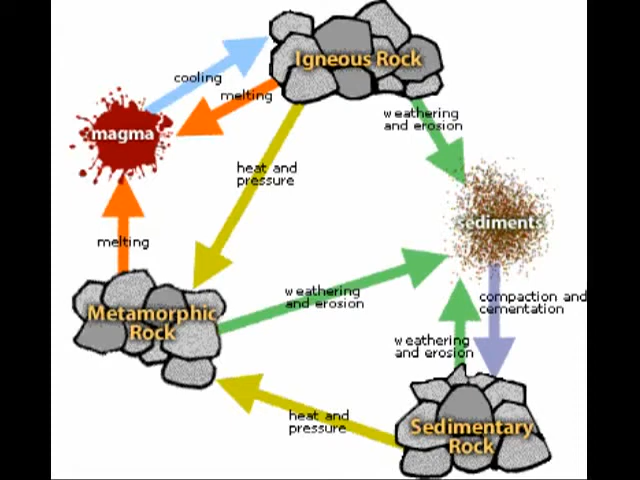 Igneous Rock
cooling
melting
weathering
and erosion
magma
heat and
pressure
sediments
melting
weathering
and erosion
compaction and
cementation
Metamorphic
Rock
weathering
and erosion
heat and
pressure
Sedimentary
Rock